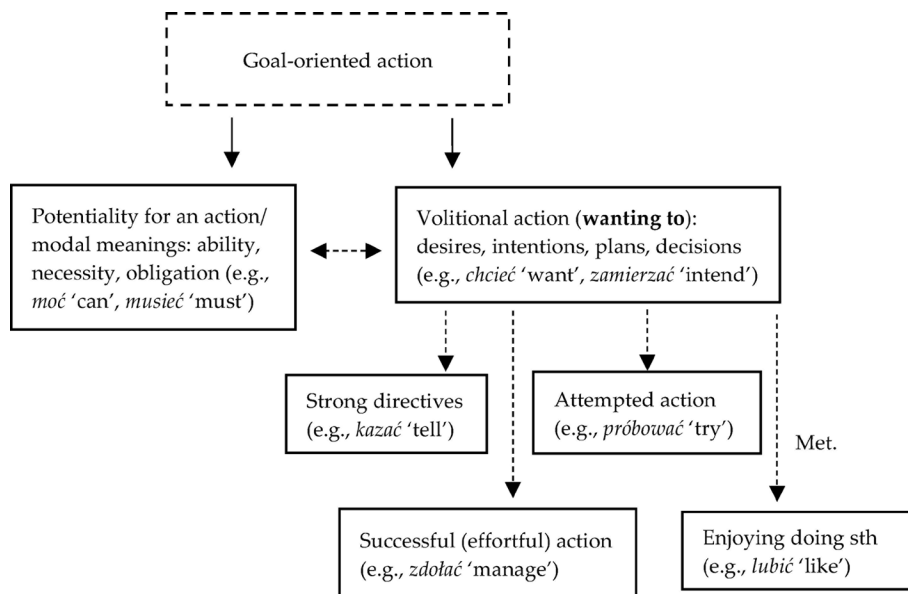 Goal-oriented action
Potentiality for an action/
modal meanings: ability,
necessity, obligation (e.g.,
moć ‘can’, musieć ‘must’)
Volitional action (wanting to):
desires, intentions, plans, decisions
(e.g., chcieć ‘want’, zamierzać ‘intend’)
Strong directives
(e.g., kazać ‘tell’)
Attempted action
(e.g., próbować ‘try’)
Met.
Successful (effortful) action
(e.g., zdołać ‘manage’)
Enjoying doing sth
(e.g., lubić ‘like’)